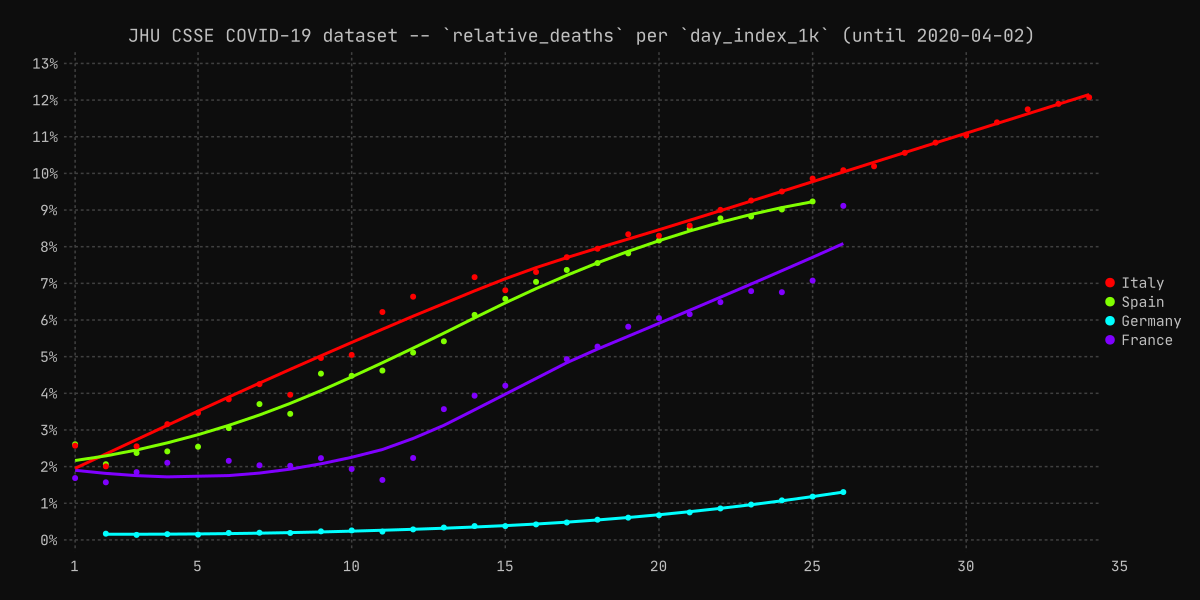 JHU CSSE COVID-19 dataset -- `relative_deaths` per `day_index_1k` (until 2020-04-02)
13%
12%
11%
10%
9%
8%
7%
6%
5%
4%
3%
2%
1%
0%
1 5 10 15 20 25 30 35
Italy
Spain
Germany
France